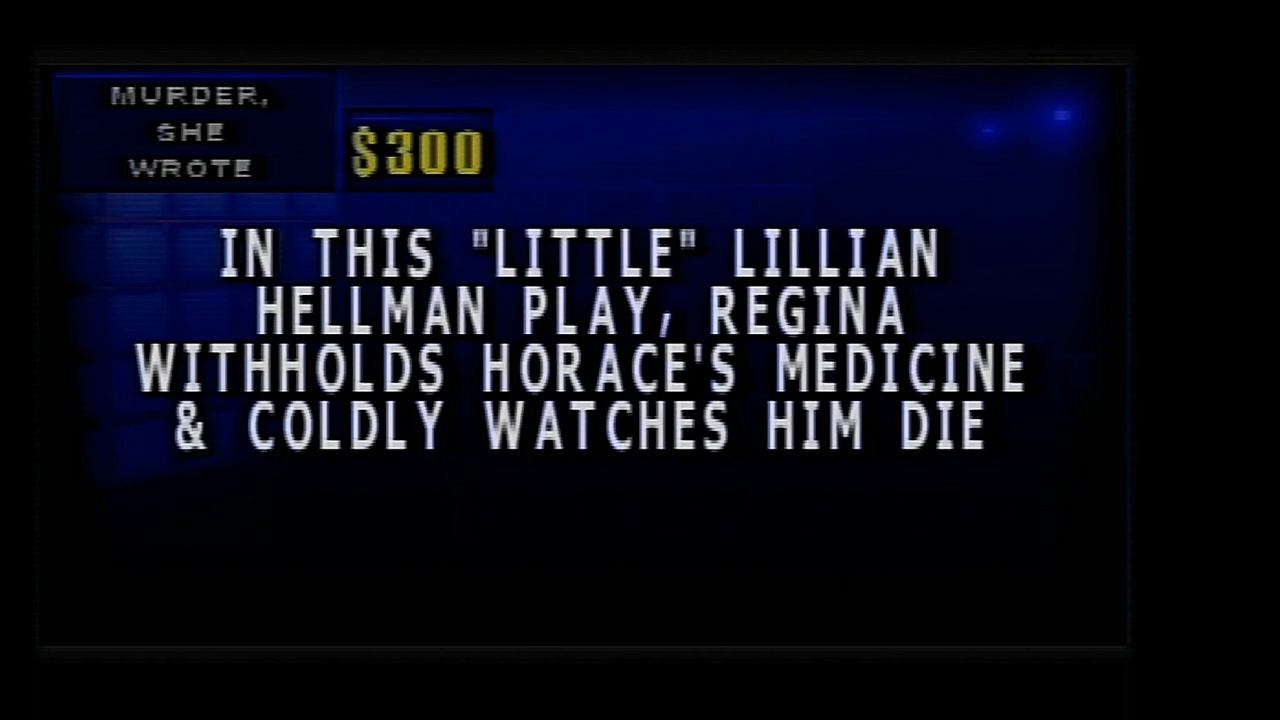 MURDER,
SHE
WROTE
$300
IN THIS "LITTLE" LILLIAN
HELLMAN PLAY, REGINA
WITHHOLDS HORACE'S MEDICINE
& COLDLY WATCHES HIM DIE